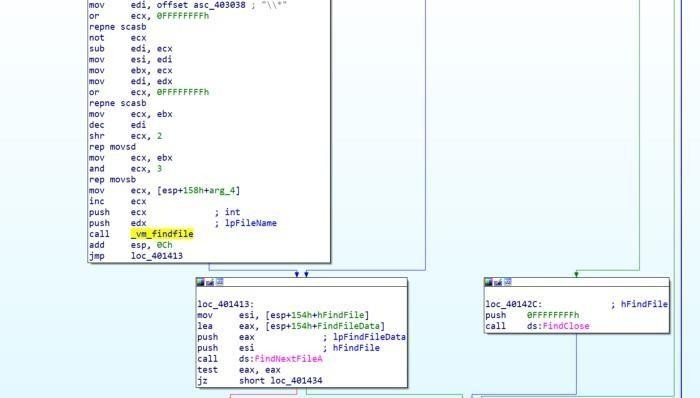 mov edi, offset asc_403038 ; "\\*"
or ecx, 0FFFFFFFFh
repne scasb
not ecx
sub edi, ecx
mov esi, edi
mov ebx, ecx
mov edi, edx
or ecx, 0FFFFFFFFh
repne scasb
mov ecx, ebx
dec edi
shr ecx, 2
rep movsd
mov ecx, ebx
and ecx, 3
rep movsb
mov ecx, [esp+158h+arg_4]
inc ecx
push ecx ; int
push edx ; lpFileName
call _vm_findfile
add esp, 0Ch
jmp loc_401413
loc_401413:
mov esi, [esp+154h+hFindFile]
lea eax, [esp+154h+FindFileData]
push eax ; lpFindFileData
push esi ; hFindFile
call ds:FindNextFileA
test eax, eax
jz short loc_401434
loc_40142C: ; hFindFile
push 0FFFFFFFFh
call ds:FindClose